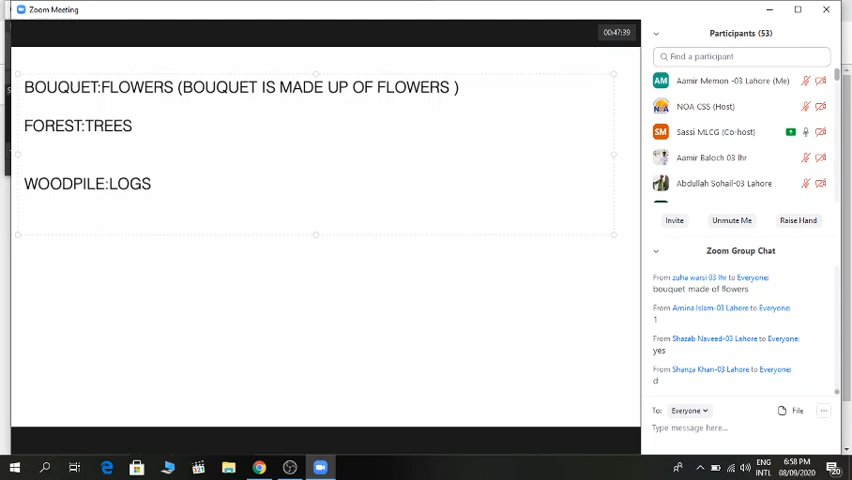 Zoom Meeting
00:47:39
BOUQUET:FLOWERS (BOUQUET IS MADE UP OF FLOWERS )
FOREST:TREES
WOODPILE:LOGS
Participants (53)
Find a participant
AM Aamir Memon -03 Lahore (Me)
NOA NOA CSS (Host)
SM Sassi MLCG (Co-host)
Aamir Baloch 03 lhr
Abdullah Sohail-03 Lahore
Invite Unmute Me Raise Hand
Zoom Group Chat
From zuha warsi 03 lhr to Everyone:
bouquet made of flowers
From Amina Islam-03 Lahore to Everyone:
1
From Shazab Naveed-03 Lahore to Everyone:
yes
From Shanza Khan-03 Lahore to Everyone:
d
To: Everyone File
Type message here...
ENG 6:58 PM
INTL 08/09/2020
20